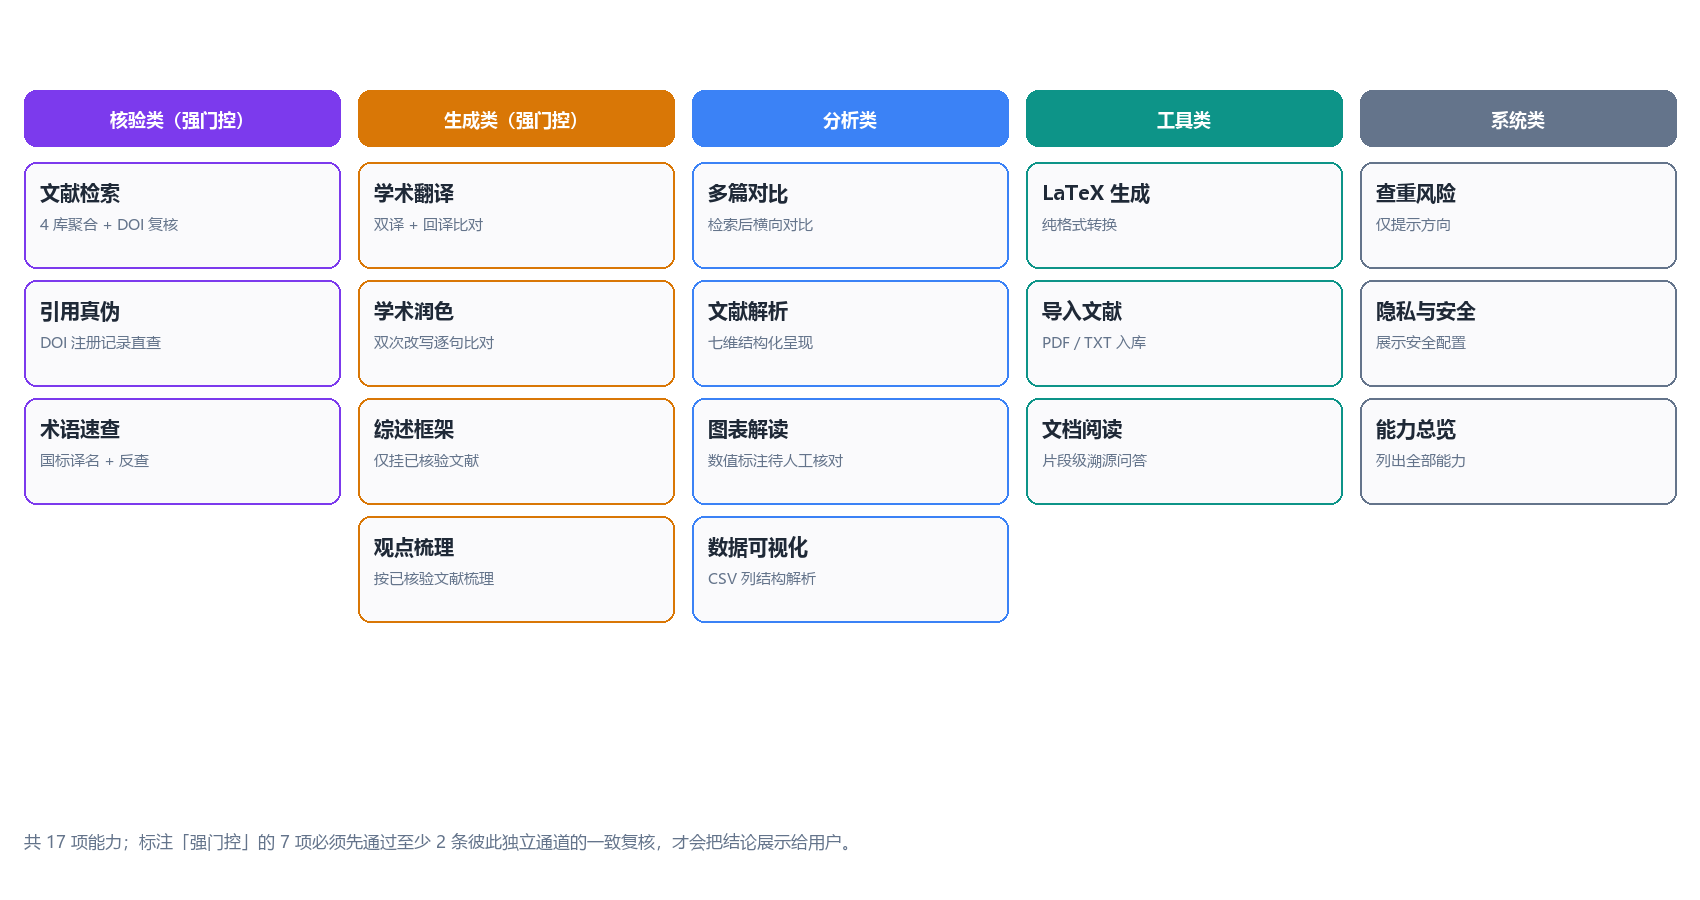 核验类（强门控）
文献检索
4 库聚合 + DOI 复核
引用真伪
DOI 注册记录直查
术语速查
国标译名 + 反查
生成类（强门控）
学术翻译
双译 + 回译比对
学术润色
双次改写逐句比对
综述框架
仅挂已核验文献
观点梳理
按已核验文献梳理
分析类
多篇对比
检索后横向对比
文献解析
七维结构化呈现
图表解读
数值标注待人工核对
数据可视化
CSV 列结构解析
工具类
LaTeX 生成
纯格式转换
导入文献
PDF / TXT 入库
文档阅读
片段级溯源问答
系统类
查重风险
仅提示方向
隐私与安全
展示安全配置
能力总览
列出全部能力
共 17 项能力；标注「强门控」的 7 项必须先通过至少 2 条彼此独立通道的一致复核，才会把结论展示给用户。